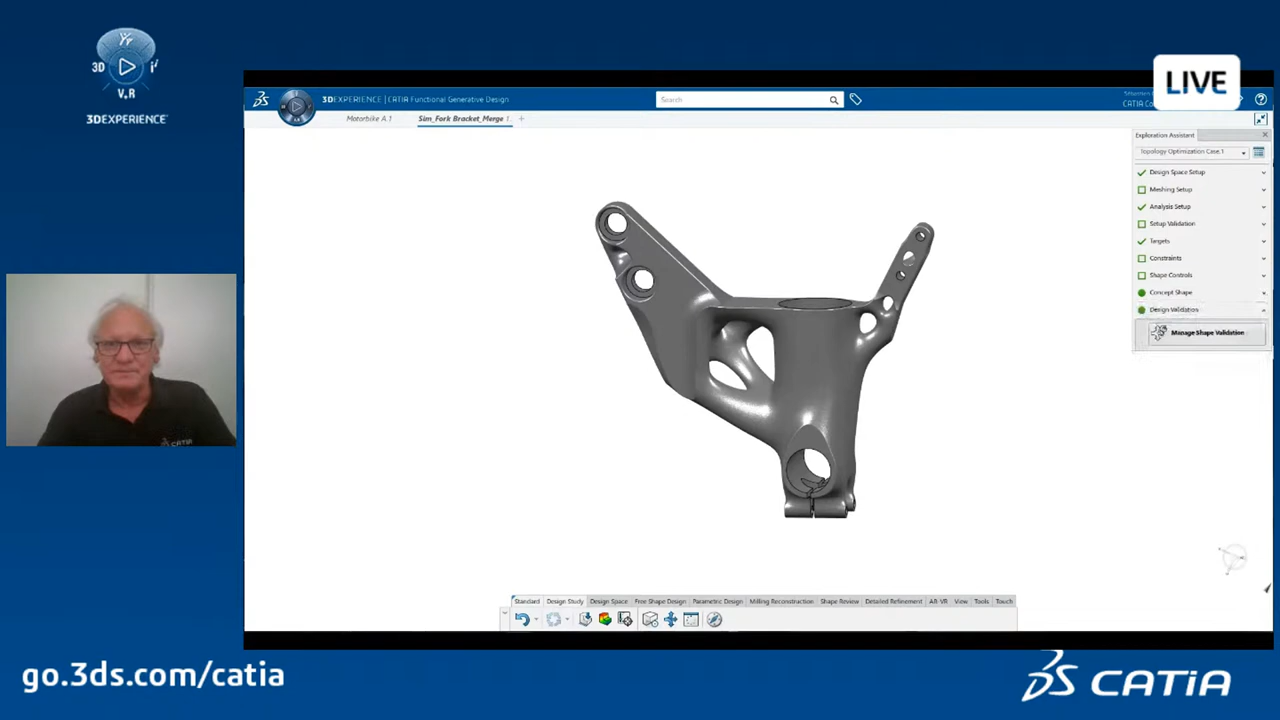 3D
V.R
3DEXPERIENCE
LIVE
3DEXPERIENCE | CATIA Functional Generative Design
Search
CATIA Co
Motorbike A.1
Sim_Fork Bracket_Merge 1.
Exploration Assistant
Topology Optimization Case.1
Design Space Setup
Meshing Setup
Analysis Setup
Setup Validation
Targets
Constraints
Shape Controls
Concept Shape
Design Validation
Manage Shape Validation
CATIA
Standard
Design Study
Design Space
Free Shape Design
Parametric Design
Milling Reconstruction
Shape Review
Detailed Refinement
AR-VR
View
Tools
Touch
go.3ds.com/catia
CATIA